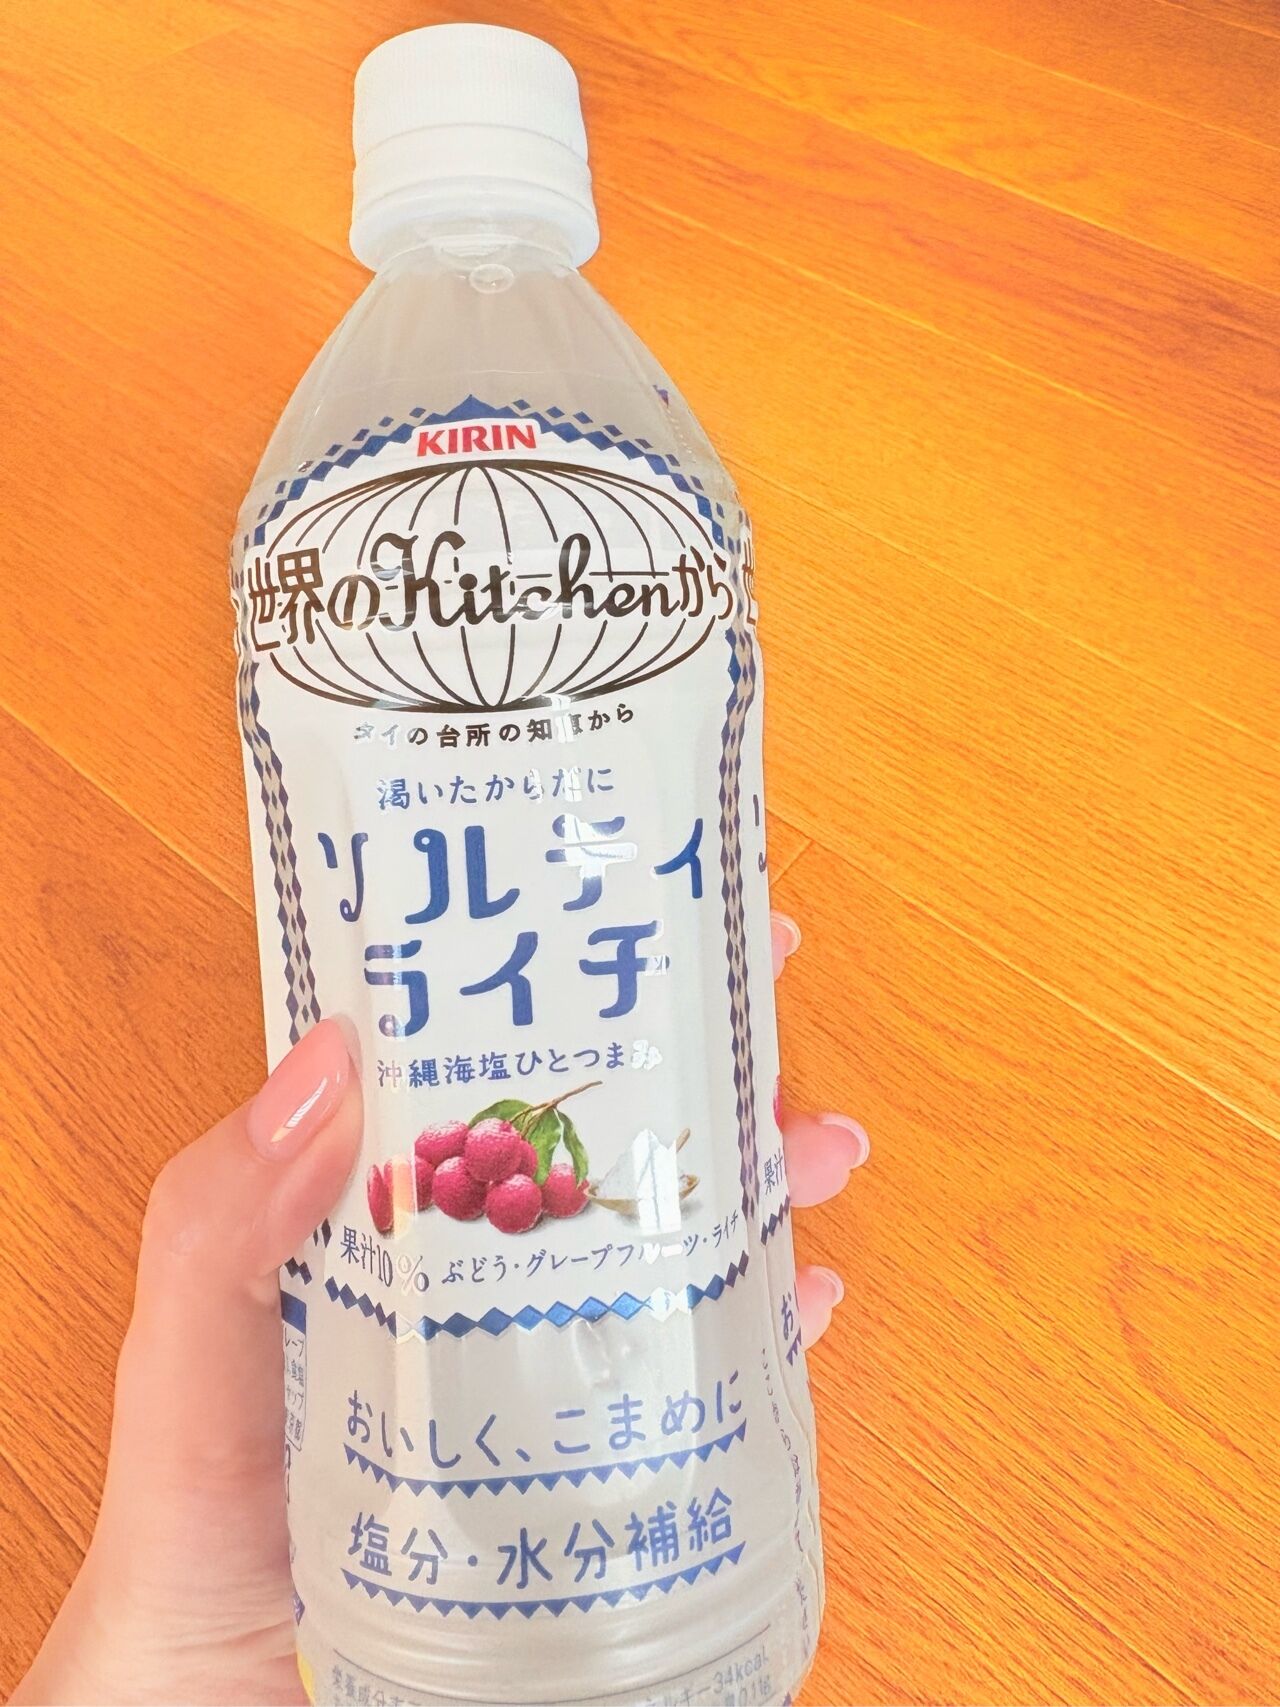 KIRIN
世界のKitchenから
タイの台所の知恵から
渇いたからだに
ソルティ
ライチ
沖縄海塩ひとつまみ
果汁10% ぶどう・グレープフルーツ・ライチ
おいしく、こまめに
塩分・水分補給
34kcal